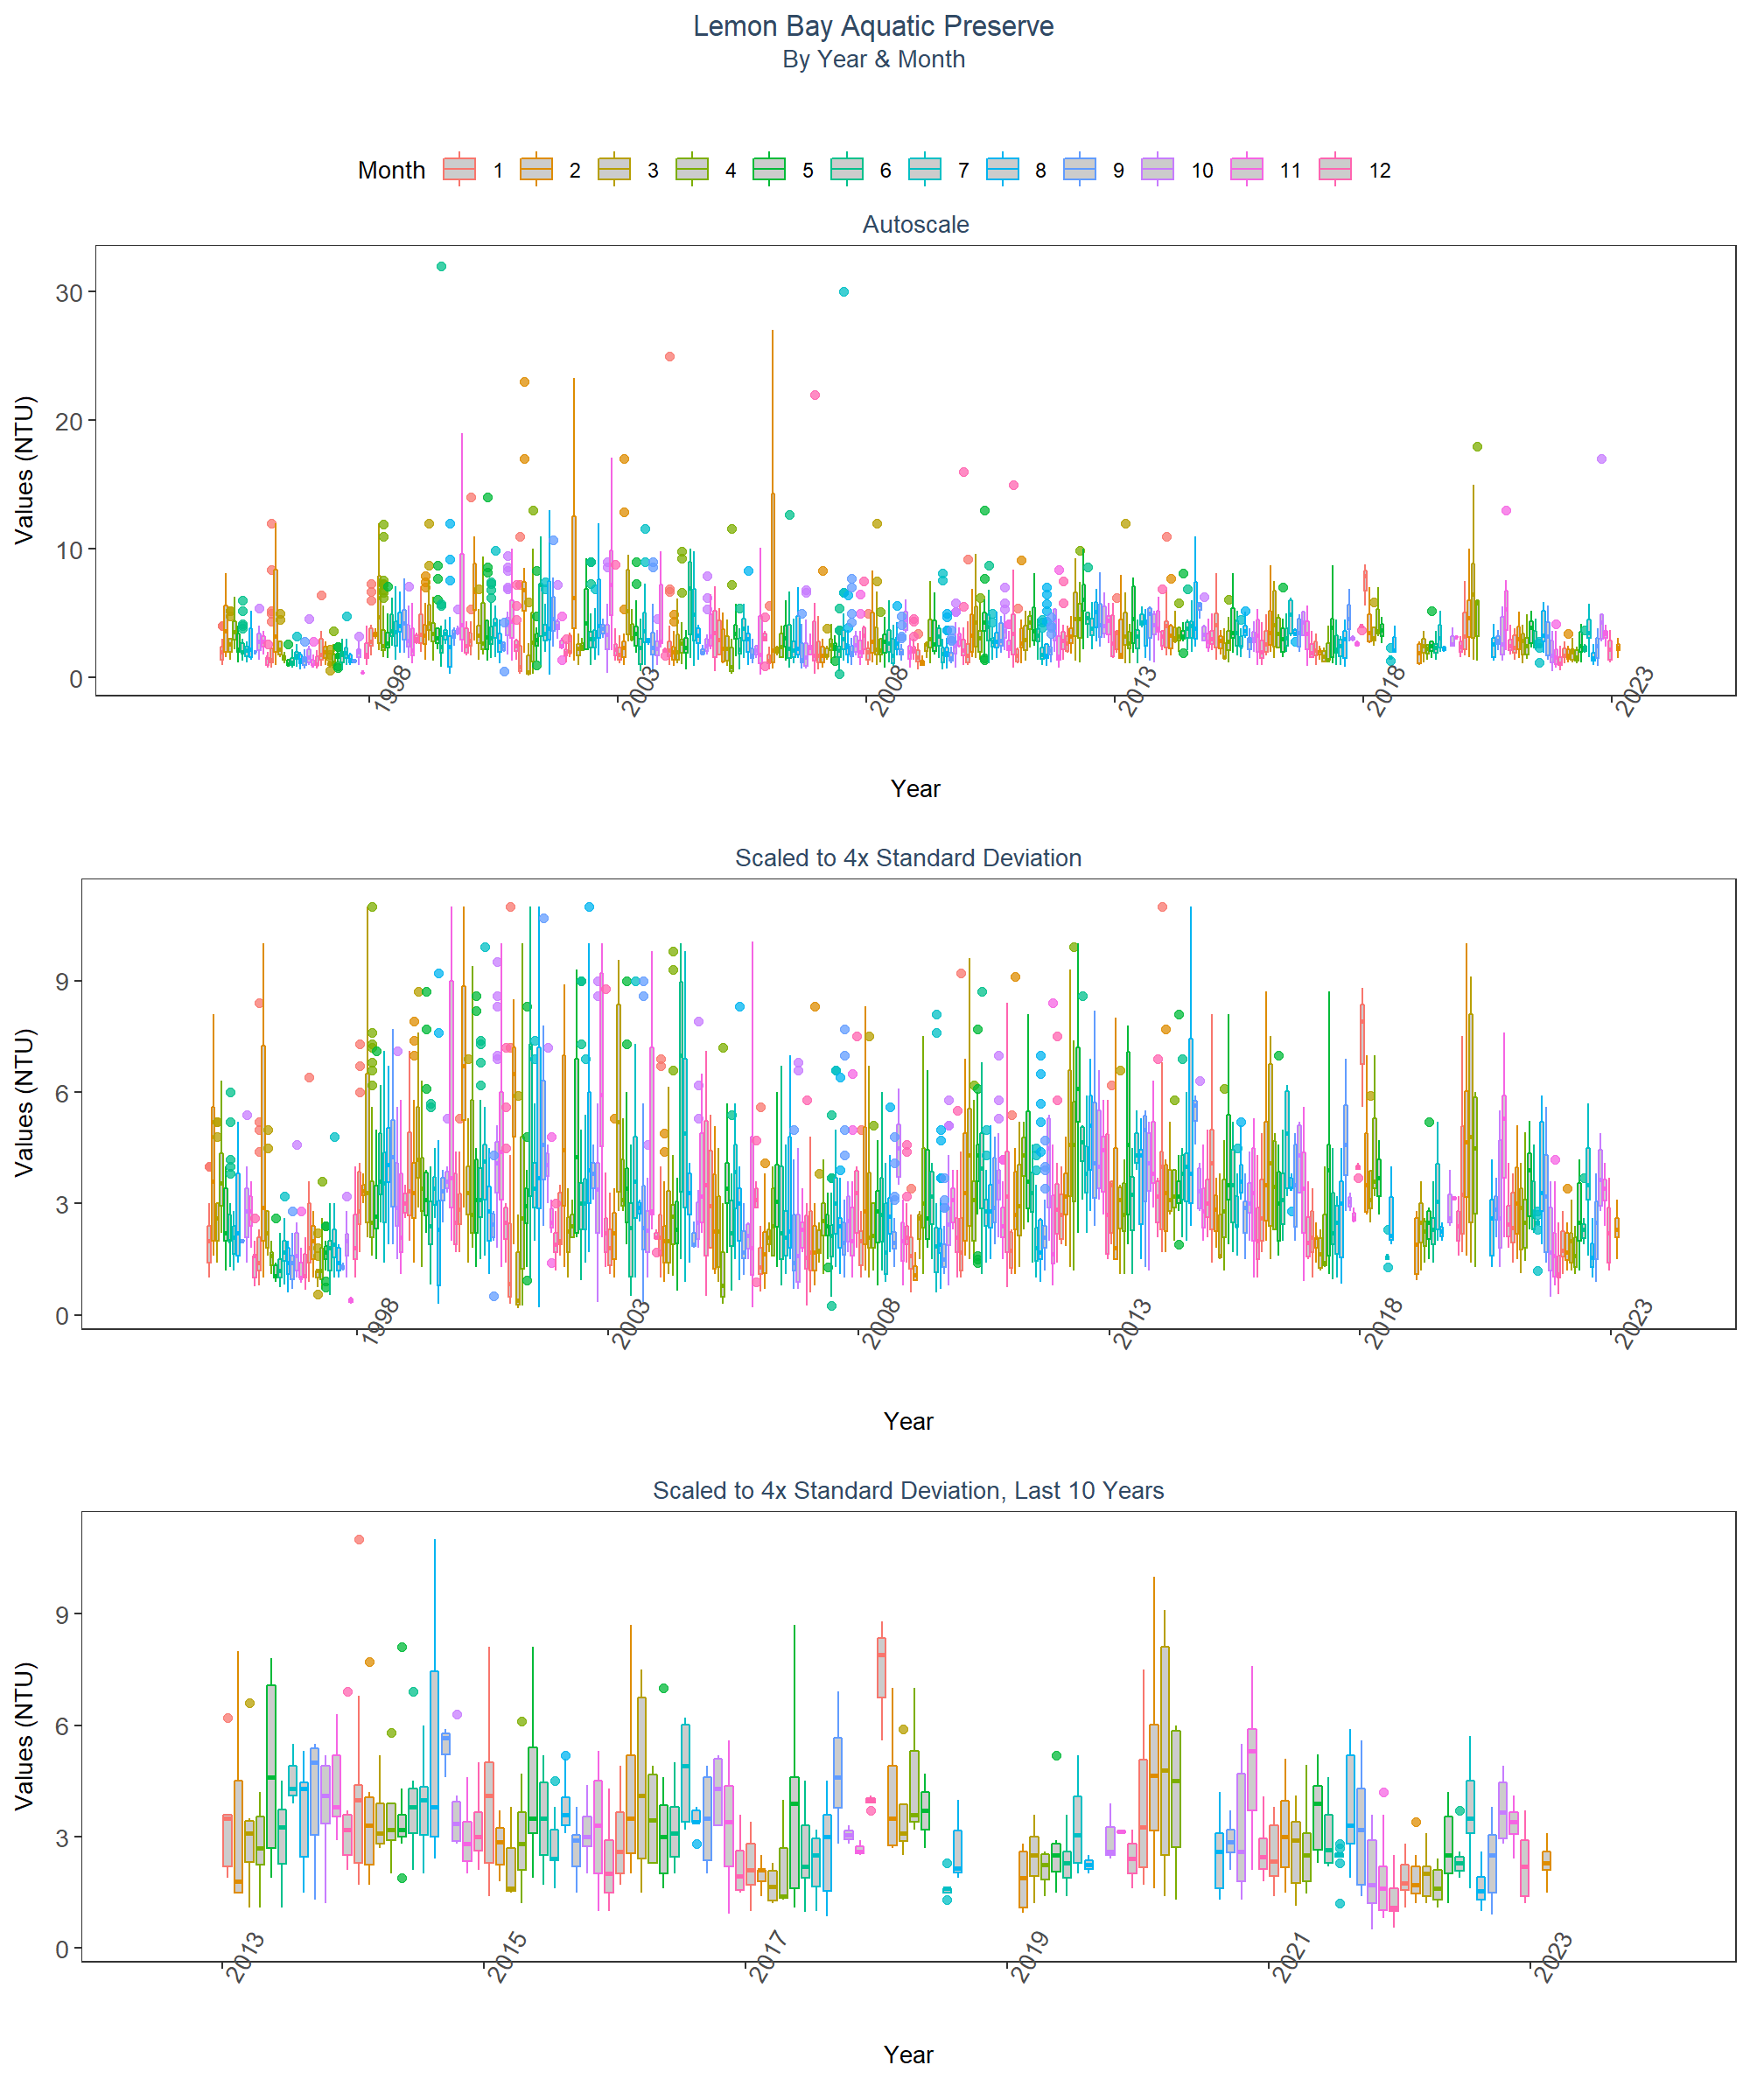 Lemon Bay Aquatic Preserve
By Year & Month
Month 1 2 3 4 5 6 7 8 9 10 11 12
Autoscale
Values (NTU)
30
20
10
0
1998 2003 2008 2013 2018 2023
Year
Scaled to 4x Standard Deviation
Values (NTU)
9
6
3
0
1998 2003 2008 2013 2018 2023
Year
Scaled to 4x Standard Deviation, Last 10 Years
Values (NTU)
9
6
3
0
2013 2015 2017 2019 2021 2023
Year